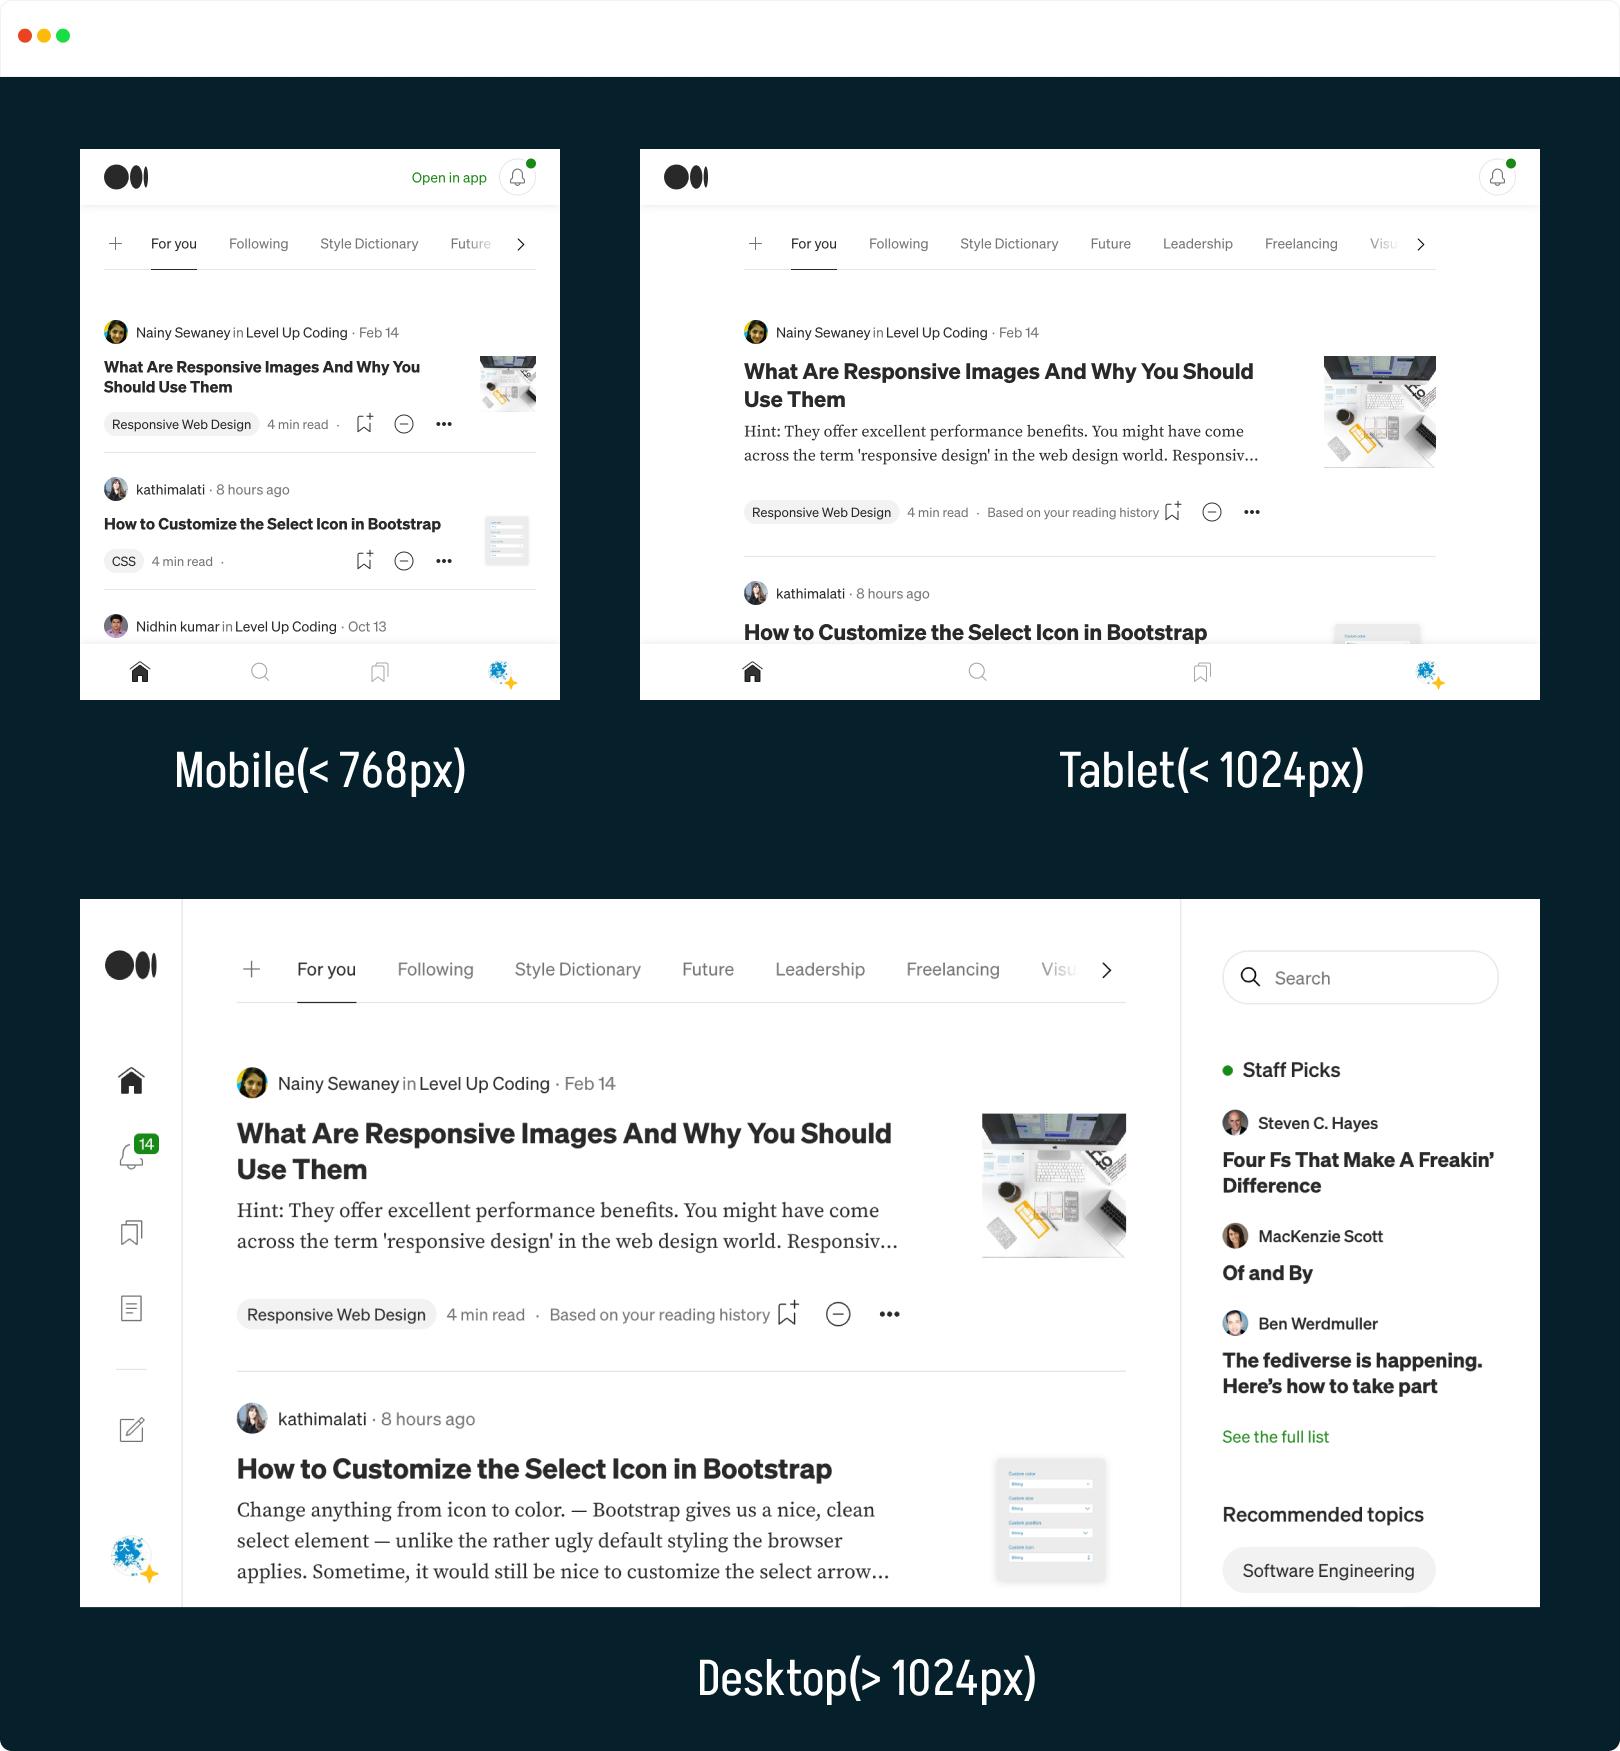 Open in app
For you Following Style Dictionary Future
Nainy Sewaney in Level Up Coding · Feb 14
What Are Responsive Images And Why You
Should Use Them
Responsive Web Design 4 min read ·
kathimalati · 8 hours ago
How to Customize the Select Icon in Bootstrap
CSS 4 min read ·
Nidhin kumar in Level Up Coding · Oct 13
Mobile(< 768px)
For you Following Style Dictionary Future Leadership Freelancing Visu
Nainy Sewaney in Level Up Coding · Feb 14
What Are Responsive Images And Why You Should
Use Them
Hint: They offer excellent performance benefits. You might have come
across the term 'responsive design' in the web design world. Responsiv...
Responsive Web Design 4 min read · Based on your reading history
kathimalati · 8 hours ago
How to Customize the Select Icon in Bootstrap
Tablet(< 1024px)
14
For you Following Style Dictionary Future Leadership Freelancing Visu
Nainy Sewaney in Level Up Coding · Feb 14
What Are Responsive Images And Why You Should
Use Them
Hint: They offer excellent performance benefits. You might have come
across the term 'responsive design' in the web design world. Responsiv...
Responsive Web Design 4 min read · Based on your reading history
kathimalati · 8 hours ago
How to Customize the Select Icon in Bootstrap
Change anything from icon to color. — Bootstrap gives us a nice, clean
select element — unlike the rather ugly default styling the browser
applies. Sometime, it would still be nice to customize the select arrow...
Custom color
Custom size
Custom position
Custom icon
Search
Staff Picks
Steven C. Hayes
Four Fs That Make A Freakin’
Difference
MacKenzie Scott
Of and By
Ben Werdmuller
The fediverse is happening.
Here’s how to take part
See the full list
Recommended topics
Software Engineering
Desktop(> 1024px)